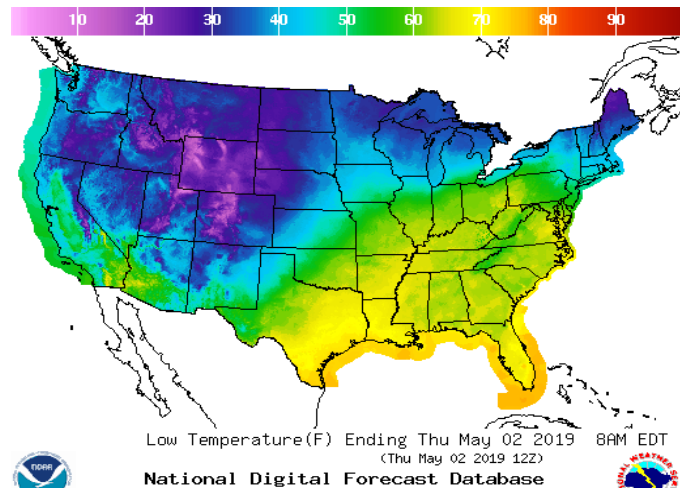 10 20 30 40 50 60 70 80 90
Low Temperature(F) Ending Thu May 02 2019 8AM EDT
(Thu May 02 2019 12Z)
National Digital Forecast Database
NOAA